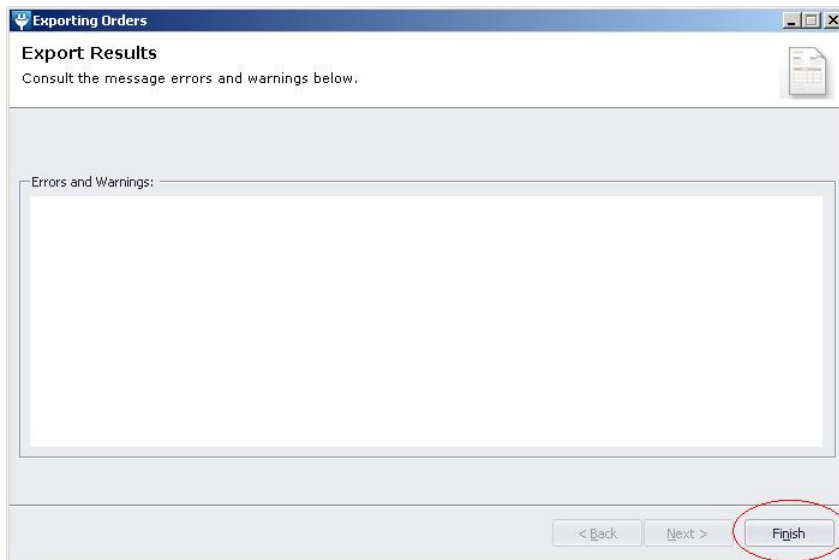 Exporting Orders
Export Results
Consult the message errors and warnings below.
Errors and Warnings:
< Back
Next >
Finish